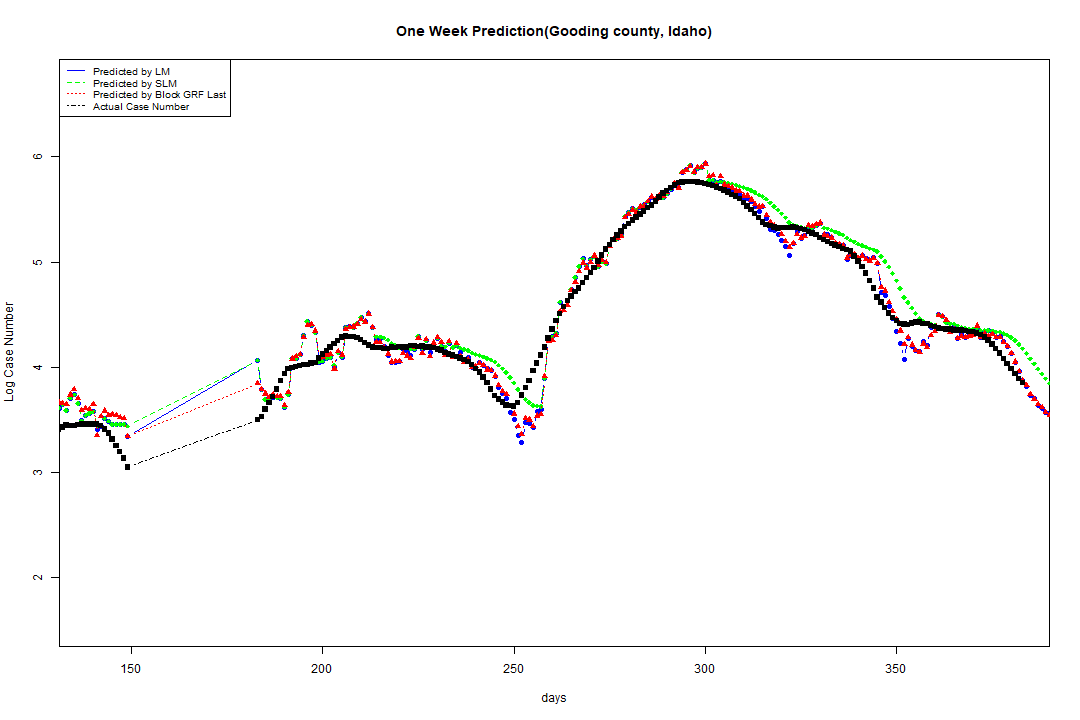 One Week Prediction(Gooding county, Idaho)
Predicted by LM
Predicted by SLM
Predicted by Block GRF Last
Actual Case Number
6
5
4
3
2
Log Case Number
150 200 250 300 350
days